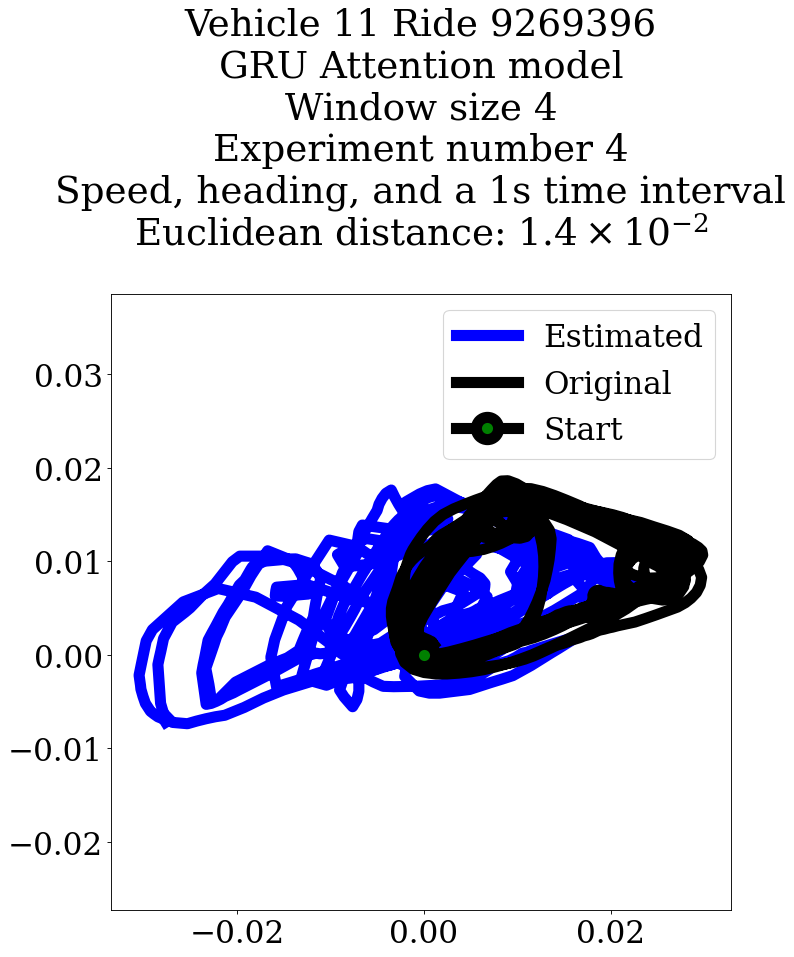 Vehicle 11 Ride 9269396
GRU Attention model
Window size 4
Experiment number 4
Speed, heading, and a 1s time interval
Euclidean distance: 1.4 × 10⁻²
Estimated
Original
Start
0.03
0.02
0.01
0.00
−0.01
−0.02
−0.02 0.00 0.02